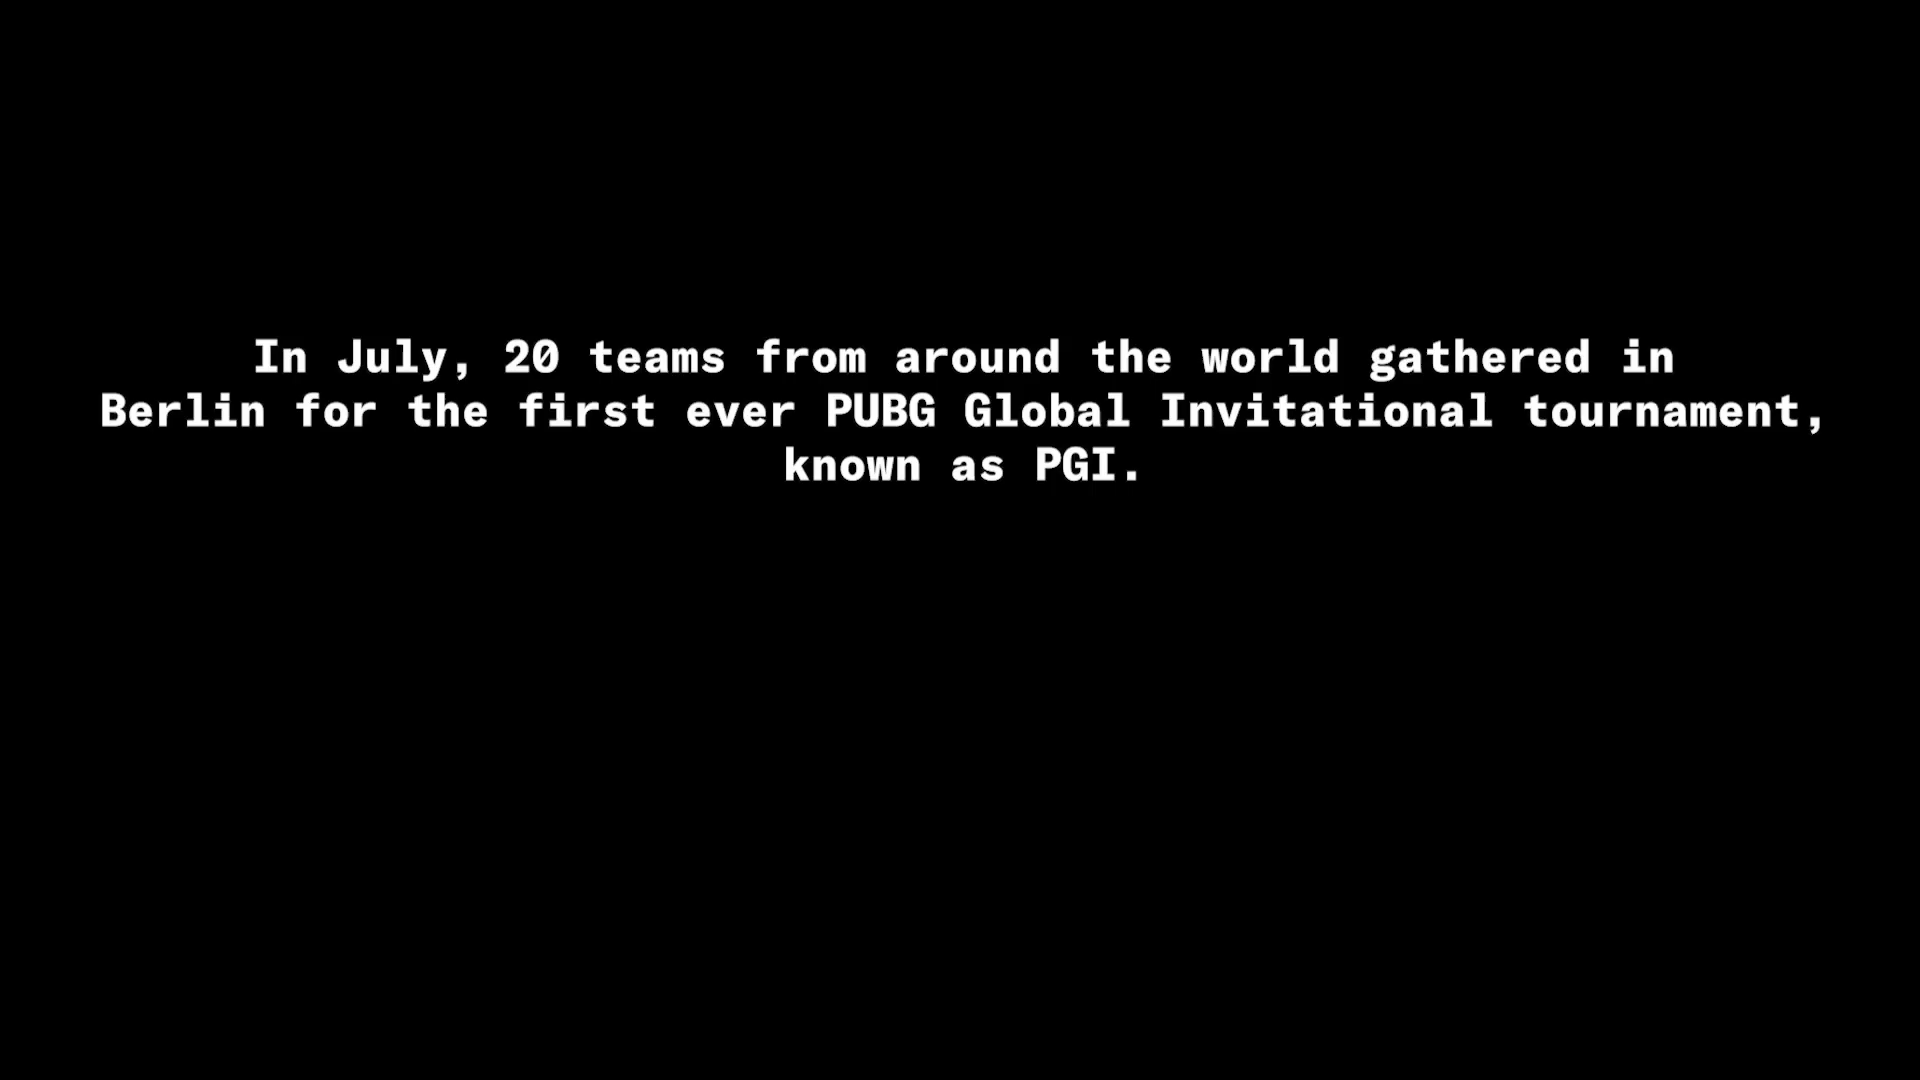 In July, 20 teams from around the world gathered in
Berlin for the first ever PUBG Global Invitational tournament,
known as PGI.